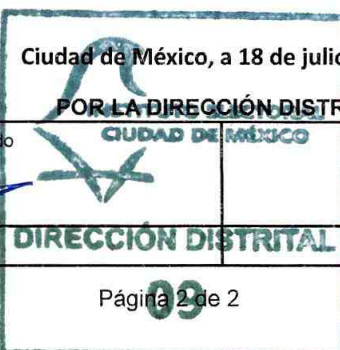 Ciudad de México, a 18 de julio
POR LA DIRECCIÓN DISTR
CIUDAD DE MÉXICO
do
DIRECCIÓN DISTRITAL
09
Página 2 de 2